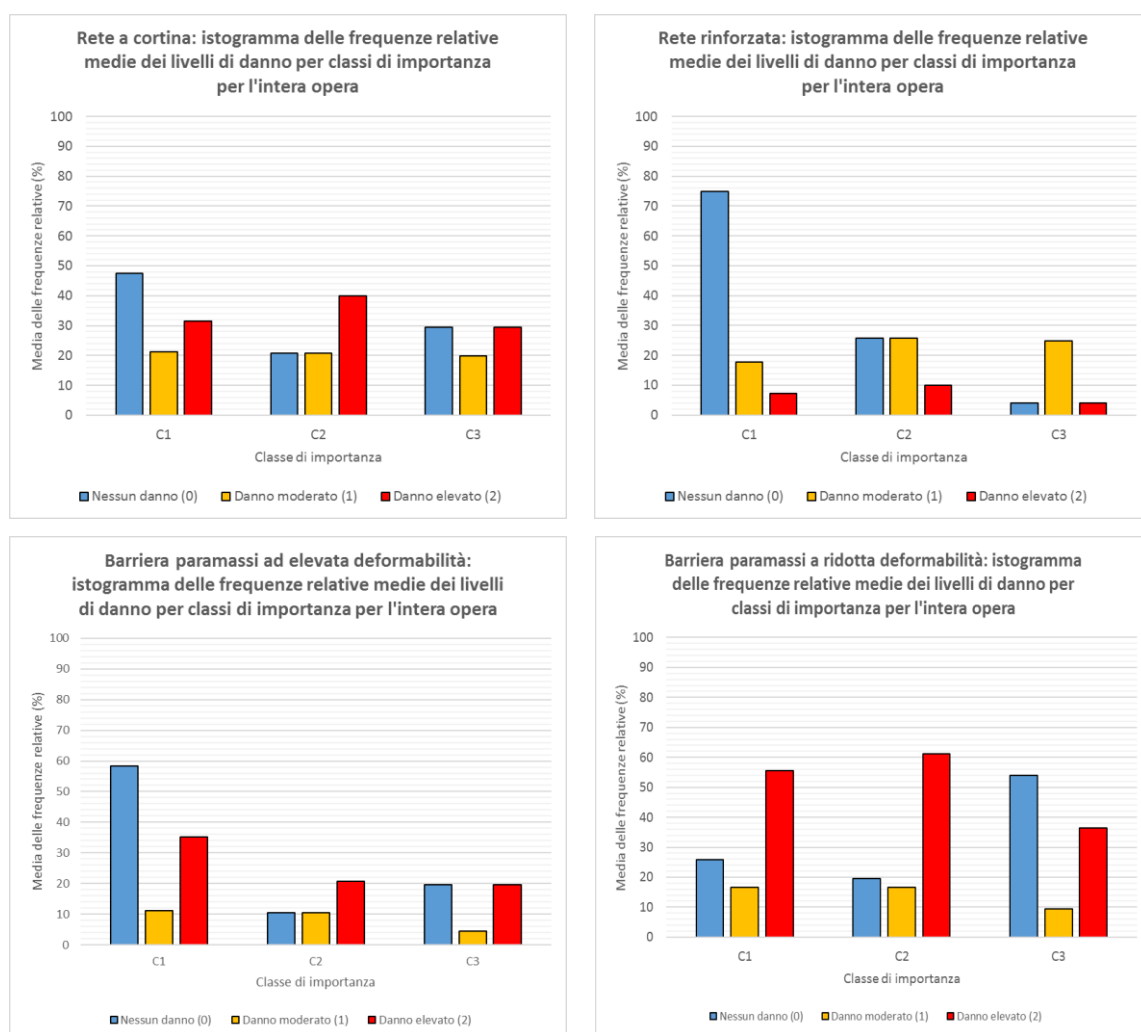 Rete a cortina: istogramma delle frequenze relative
medie dei livelli di danno per classi di importanza
per l'intera opera
Media delle frequenze relative (%)
100
90
80
70
60
50
40
30
20
10
0
C1 C2 C3
Classe di importanza
Nessun danno (0) Danno moderato (1) Danno elevato (2)
Rete rinforzata: istogramma delle frequenze relative
medie dei livelli di danno per classi di importanza
per l'intera opera
Media delle frequenze relative (%)
100
90
80
70
60
50
40
30
20
10
0
C1 C2 C3
Classe di importanza
Nessun danno (0) Danno moderato (1) Danno elevato (2)
Barriera paramassi ad elevata deformabilità:
istogramma delle frequenze relative medie dei livelli
di danno per classi di importanza per l'intera opera
Media delle frequenze relative (%)
100
90
80
70
60
50
40
30
20
10
0
C1 C2 C3
Classe di importanza
Nessun danno (0) Danno moderato (1) Danno elevato (2)
Barriera paramassi a ridotta deformabilità: istogramma
delle frequenze relative medie dei livelli di danno per
classi di importanza per l'intera opera
Media delle frequenze relative (%)
100
90
80
70
60
50
40
30
20
10
0
C1 C2 C3
Classe di importanza
Nessun danno (0) Danno moderato (1) Danno elevato (2)